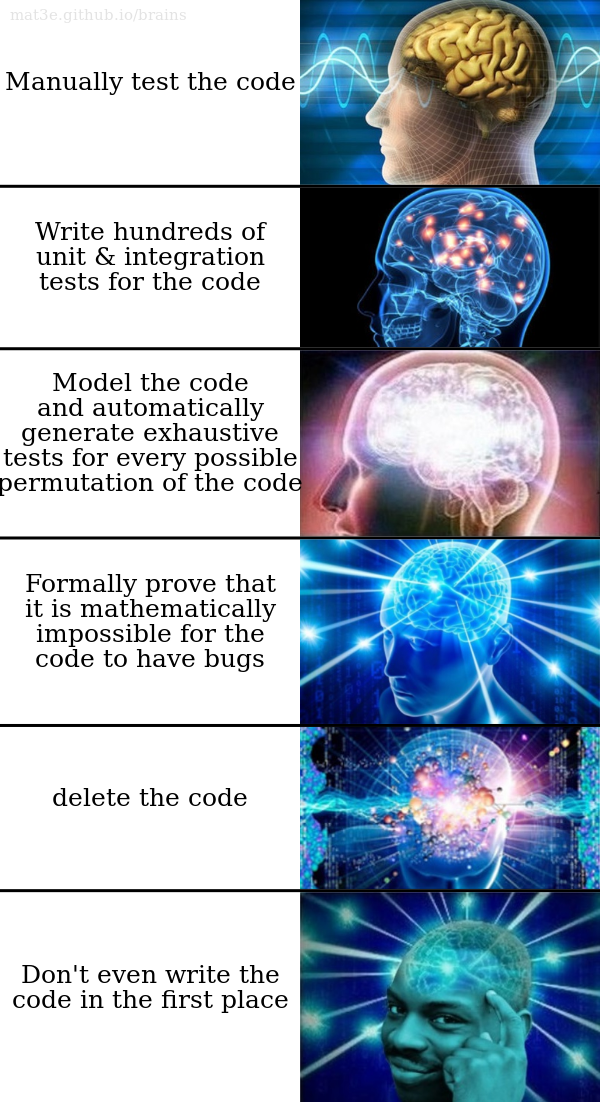 mat3e.github.io/brains
Manually test the code
Write hundreds of
unit & integration
tests for the code
Model the code
and automatically
generate exhaustive
tests for every possible
permutation of the code
Formally prove that
it is mathematically
impossible for the
code to have bugs
delete the code
Don't even write the
code in the first place